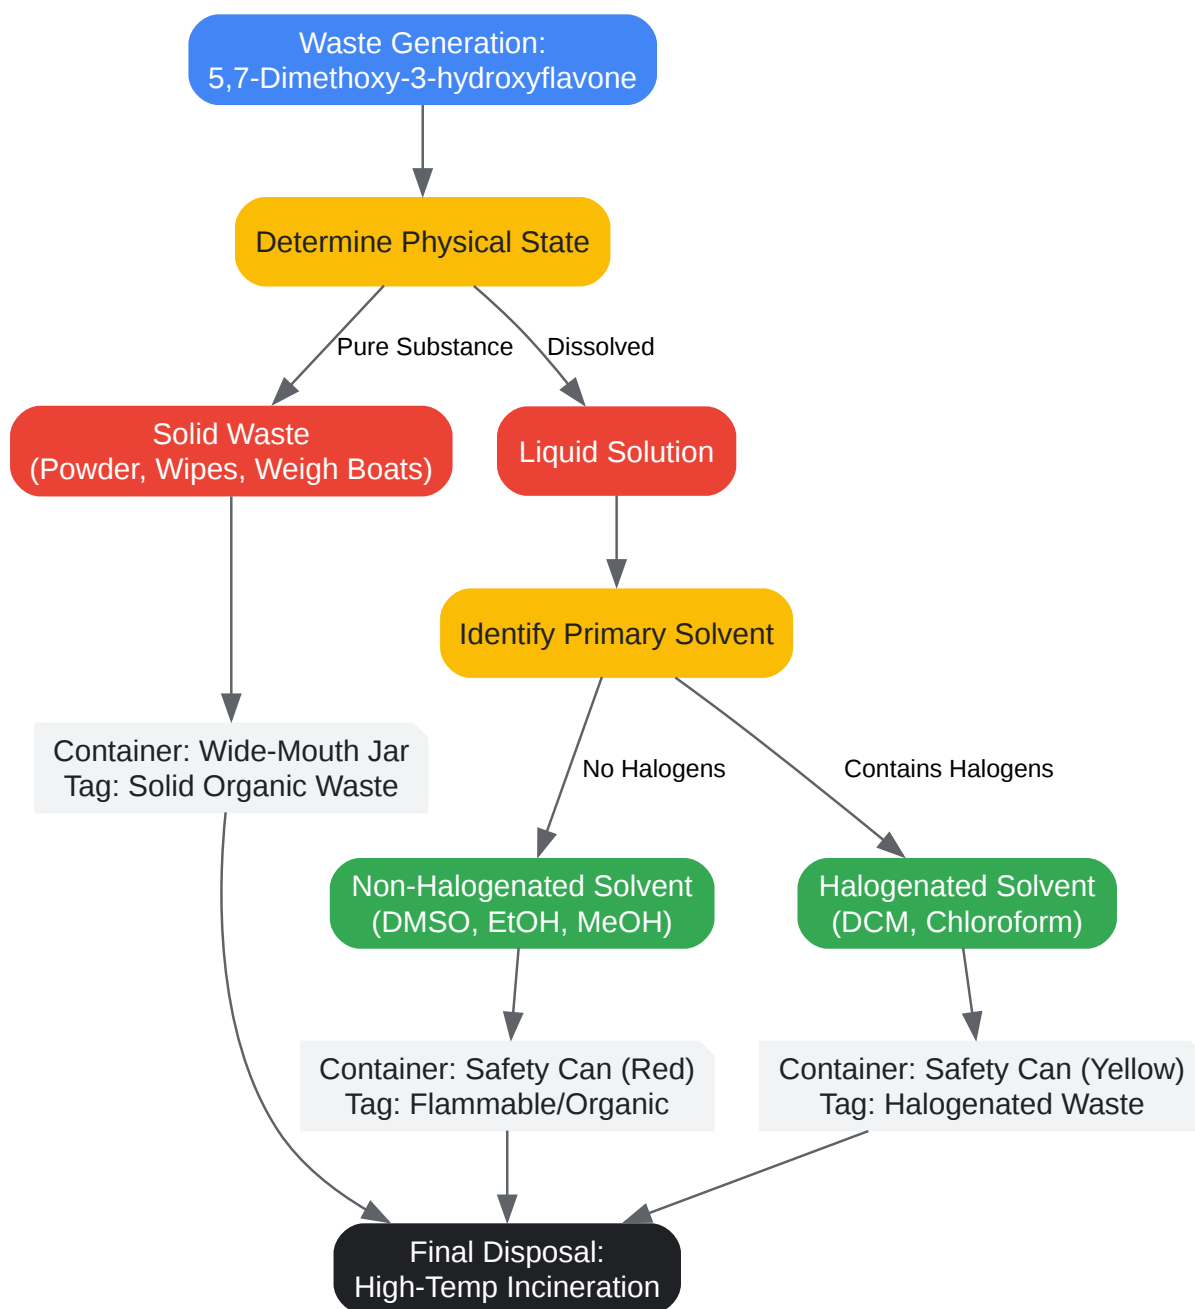 Waste Generation:
5,7-Dimethoxy-3-hydroxyflavone
Determine Physical State
Pure Substance
Dissolved
Solid Waste
(Powder, Wipes, Weigh Boats)
Liquid Solution
Identify Primary Solvent
Container: Wide-Mouth Jar
Tag: Solid Organic Waste
No Halogens
Contains Halogens
Non-Halogenated Solvent
(DMSO, EtOH, MeOH)
Halogenated Solvent
(DCM, Chloroform)
Container: Safety Can (Red)
Tag: Flammable/Organic
Container: Safety Can (Yellow)
Tag: Halogenated Waste
Final Disposal:
High-Temp Incineration